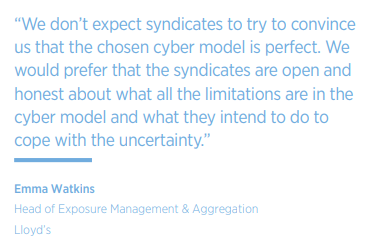 “We don’t expect syndicates to try to convince
us that the chosen cyber model is perfect. We
would prefer that the syndicates are open and
honest about what all the limitations are in the
cyber model and what they intend to do to
cope with the uncertainty.”
Emma Watkins
Head of Exposure Management & Aggregation
Lloyd’s